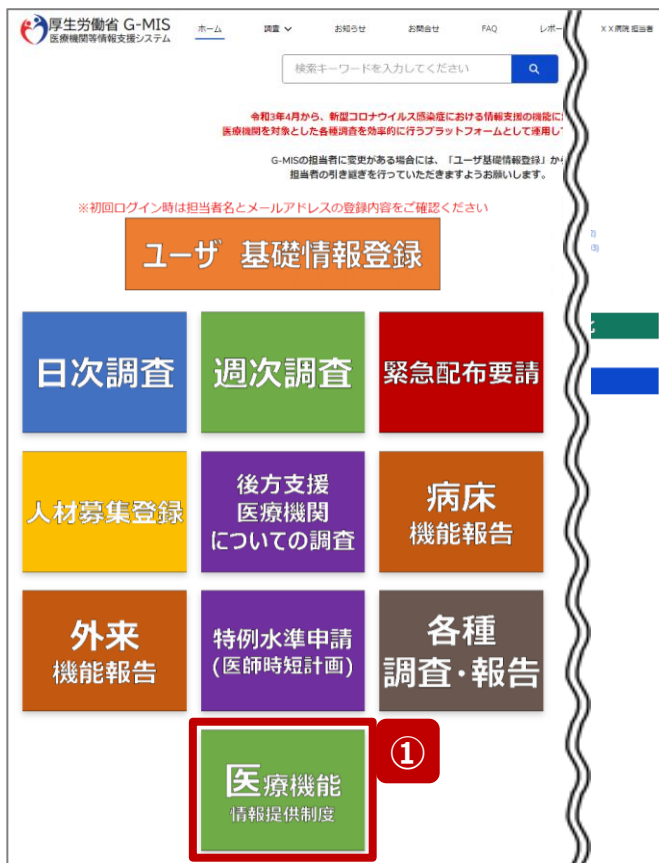 厚生労働省 G-MIS
医療機関等情報支援システム
ホーム 調査 お知らせ お問合せ FAQ レポー
XX病院 担当者
検索キーワードを入力してください
令和3年4月から、新型コロナウイルス感染症における情報支援の機能に
医療機関を対象とした各種調査を効率的に行うプラットフォームとして運用し
G-MISの担当者に変更がある場合には、「ユーザ基礎情報登録」か
担当者の引き継ぎを行っていただきますようお願いします。
※初回ログイン時は担当者名とメールアドレスの登録内容をご確認ください
ユーザ 基礎情報登録
日次調査
週次調査
緊急配布要請
人材募集登録
後方支援
医療機関
についての調査
病床
機能報告
外来
機能報告
特例水準申請
(医師時短計画)
各種
調査・報告
医療機能
情報提供制度
①